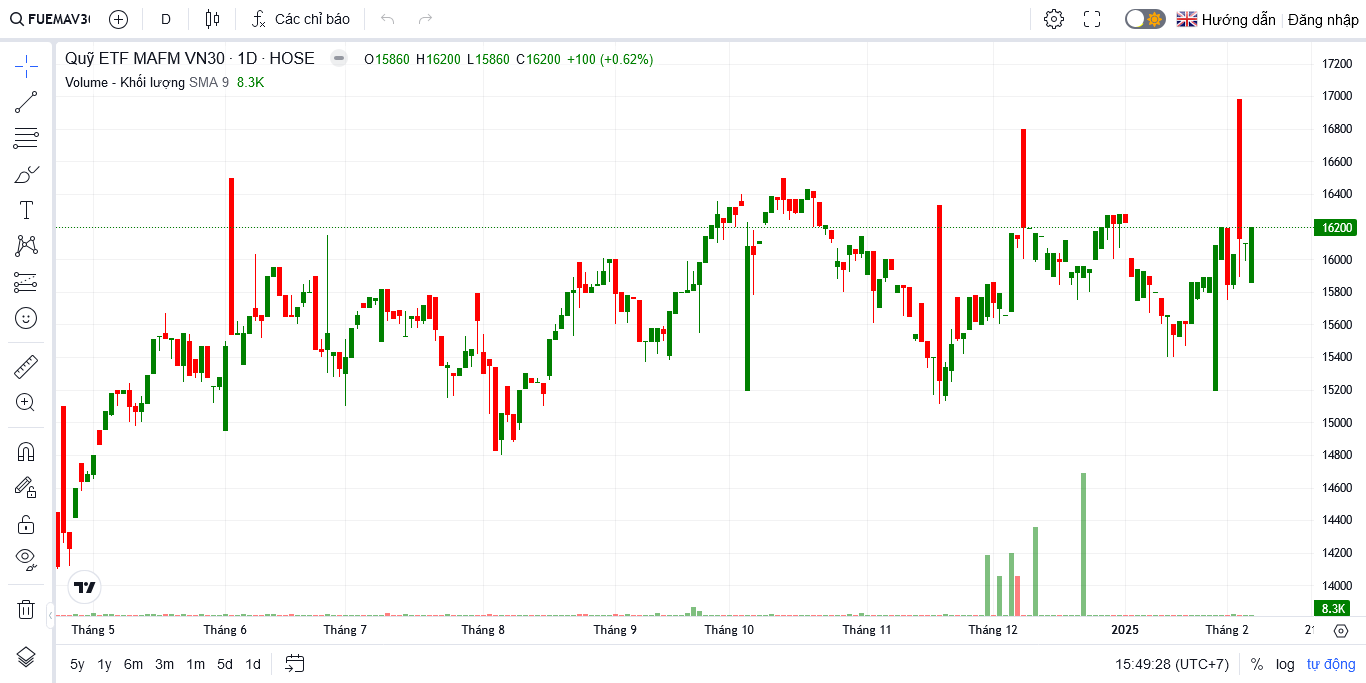 FUEMAV30 D Các chỉ báo Hướng dẫn Đăng nhập
Quỹ ETF MAFM VN30 · 1D · HOSE O15860 H16200 L15860 C16200 +100 (+0.62%)
Volume - Khối lượng SMA 9 8.3K
17200
17000
16800
16600
16400
16200
16000
15800
15600
15400
15200
15000
14800
14600
14400
14200
14000
8.3K
Tháng 5 Tháng 6 Tháng 7 Tháng 8 Tháng 9 Tháng 10 Tháng 11 Tháng 12 2025 Tháng 2 21
5y 1y 6m 3m 1m 5d 1d 15:49:28 (UTC+7) % log tự động